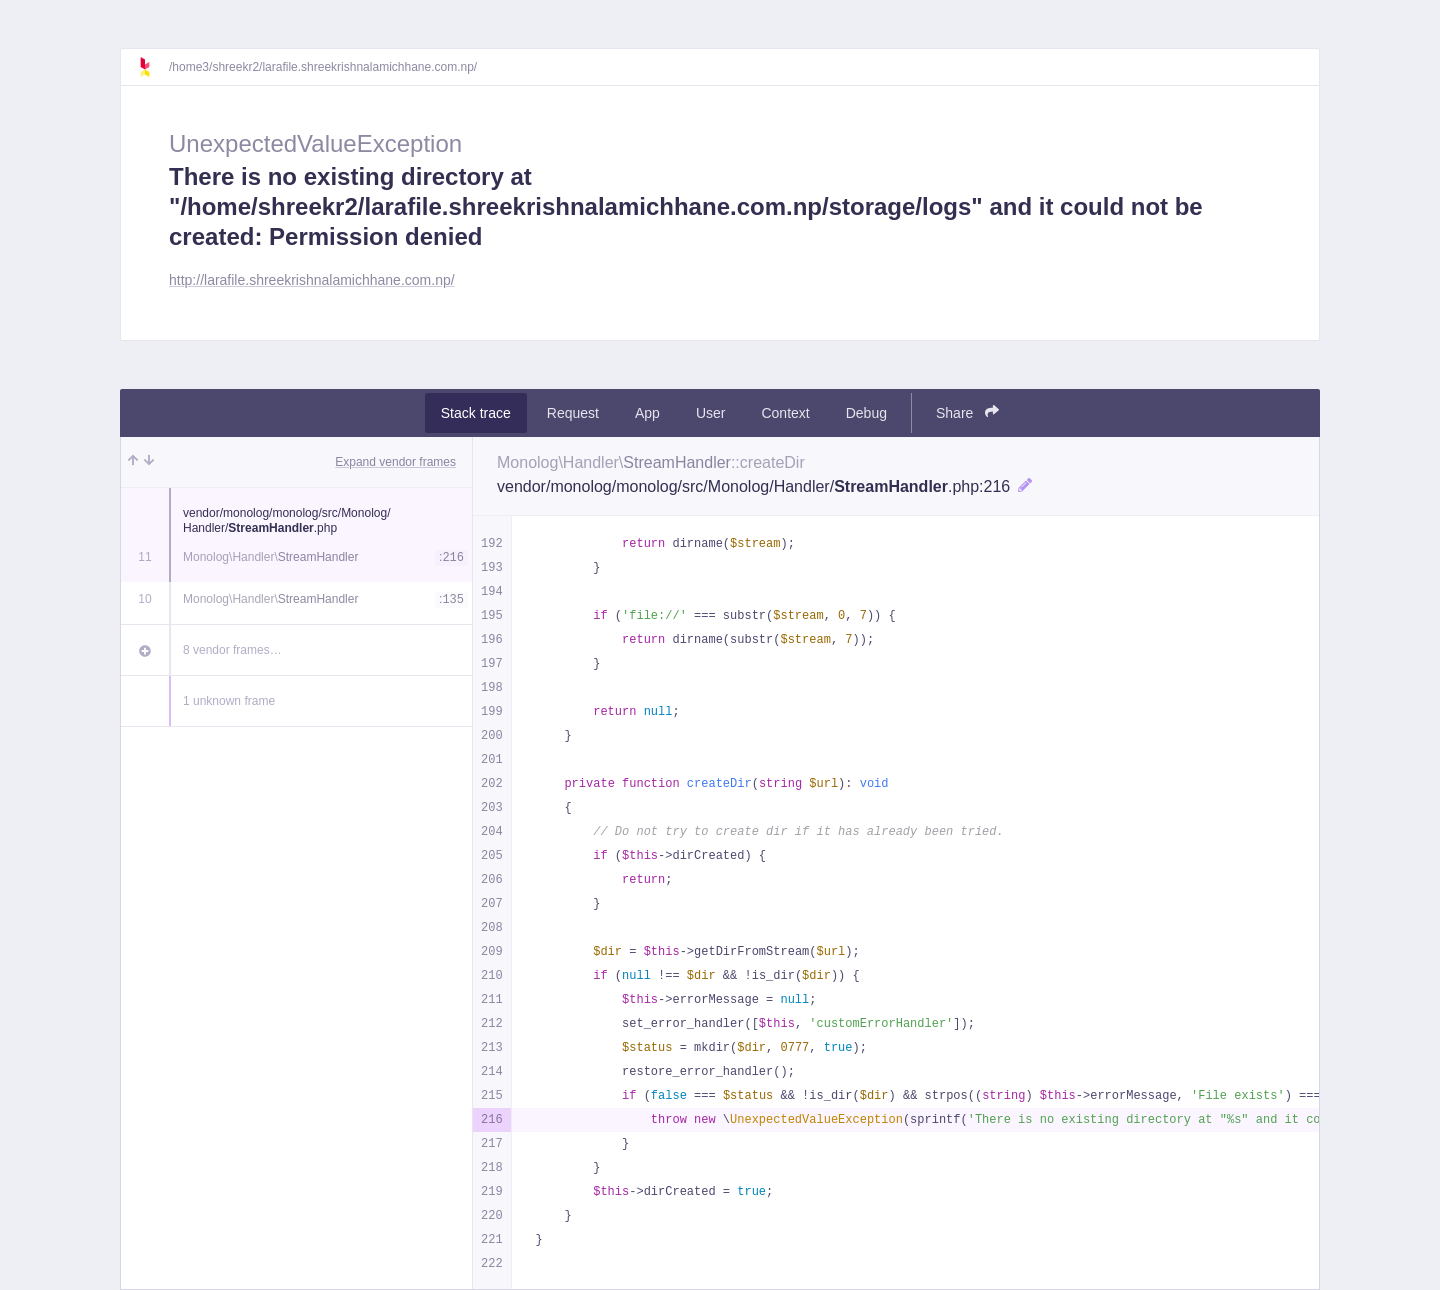 /home3/shreekr2/larafile.shreekrishnalamichhane.com.np/
UnexpectedValueException
There is no existing directory at
"/home/shreekr2/larafile.shreekrishnalamichhane.com.np/storage/logs" and it could not be
created: Permission denied
http://larafile.shreekrishnalamichhane.com.np/
Stack trace Request App User Context Debug Share
Expand vendor frames
vendor/monolog/monolog/src/Monolog/
Handler/StreamHandler.php
11 Monolog\Handler\StreamHandler :216
10 Monolog\Handler\StreamHandler :135
8 vendor frames…
1 unknown frame
Monolog\Handler\StreamHandler::createDir
vendor/monolog/monolog/src/Monolog/Handler/StreamHandler.php:216
192             return dirname($stream);
193         }
194
195         if ('file://' === substr($stream, 0, 7)) {
196             return dirname(substr($stream, 7));
197         }
198
199         return null;
200     }
201
202     private function createDir(string $url): void
203     {
204         // Do not try to create dir if it has already been tried.
205         if ($this->dirCreated) {
206             return;
207         }
208
209         $dir = $this->getDirFromStream($url);
210         if (null !== $dir && !is_dir($dir)) {
211             $this->errorMessage = null;
212             set_error_handler([$this, 'customErrorHandler']);
213             $status = mkdir($dir, 0777, true);
214             restore_error_handler();
215             if (false === $status && !is_dir($dir) && strpos((string) $this->errorMessage, 'File exists') ===
216                 throw new \UnexpectedValueException(sprintf('There is no existing directory at "%s" and it co
217             }
218         }
219         $this->dirCreated = true;
220     }
221 }
222